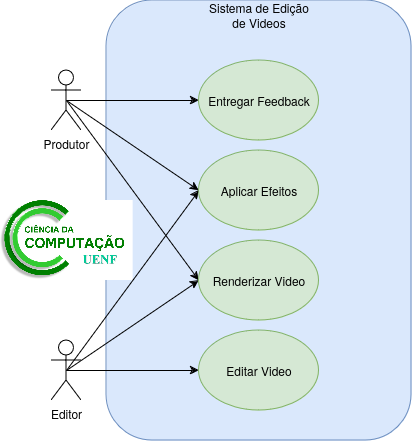 Sistema de Edição
de Videos
Entregar Feedback
Produtor
Aplicar Efeitos
CIÊNCIA DA
COMPUTAÇÃO
UENF
Renderizar Video
Editar Video
Editor